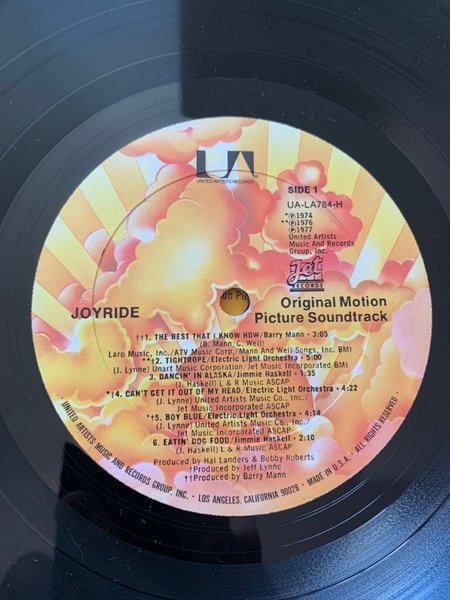 UA
UNITED ARTISTS RECORDS
SIDE 1
UA-LA784-H
*Ⓟ1974
**Ⓟ1976
Ⓟ1977
United Artists
Music And Records
Group, Inc.
Jet
RECORDS
JOYRIDE
on Pic
Original Motion
Picture Soundtrack
††1. THE BEST THAT I KNOW HOW/Barry Mann - 3:05
(B. Mann, C. Weil)
Laro Music, Inc./ATV Music Corp./Mann And Weil Songs, Inc. BMI
**†2. TIGHTROPE/Electric Light Orchestra - 5:00
(J. Lynne) Unart Music Corporation/Jet Music Incorporated BMI
3. DANCIN' IN ALASKA/Jimmie Haskell - 1:35
(J. Haskell) L & R Music ASCAP
*†4. CAN'T GET IT OUT OF MY HEAD/Electric Light Orchestra - 4:22
(J. Lynne) United Artists Music Co. Inc./
Jet Music Incorporated ASCAP
*†5. BOY BLUE/Electric Light Orchestra - 4:14
(J. Lynne) United Artists Music Co., Inc./
Jet Music Incorporated ASCAP
6. EATIN' DOG FOOD/Jimmie Haskell - 2:10
(J. Haskell) L & R Music ASCAP
Produced by Hal Landers & Bobby Roberts
†Produced by Jeff Lynne
††Produced by Barry Mann
UNITED ARTISTS MUSIC AND RECORDS GROUP, INC. • LOS ANGELES, CALIFORNIA 90028 • MADE IN U.S.A. • ALL RIGHTS RESERVED